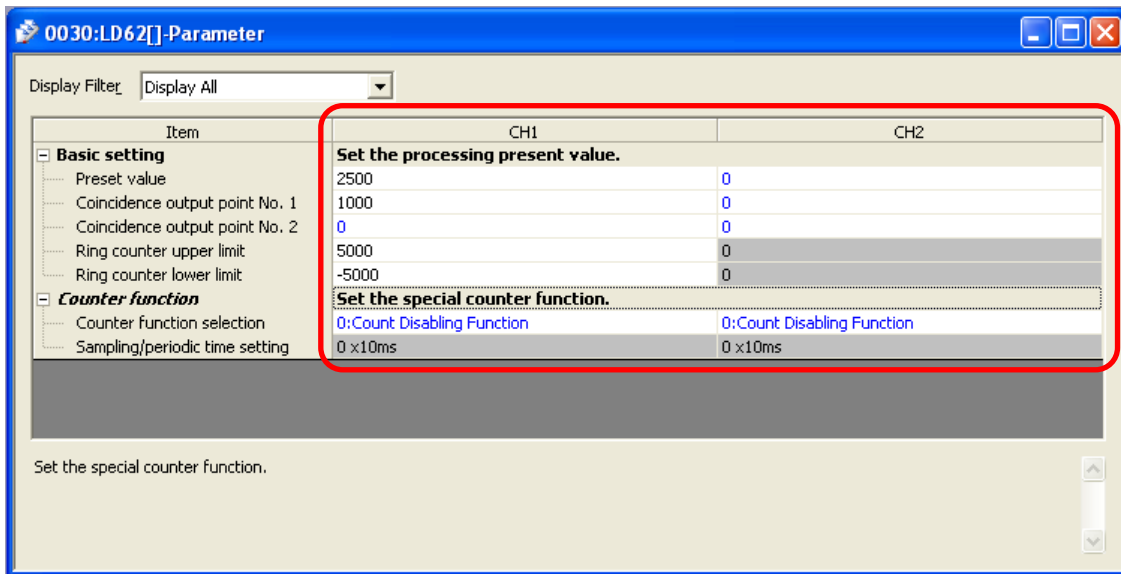 0030:LD62[]-Parameter
Display Filter Display All
Item CH1 CH2
Basic setting Set the processing present value.
Preset value 2500 0
Coincidence output point No. 1 1000 0
Coincidence output point No. 2 0 0
Ring counter upper limit 5000 0
Ring counter lower limit -5000 0
Counter function Set the special counter function.
Counter function selection 0:Count Disabling Function 0:Count Disabling Function
Sampling/periodic time setting 0 x10ms 0 x10ms
Set the special counter function.